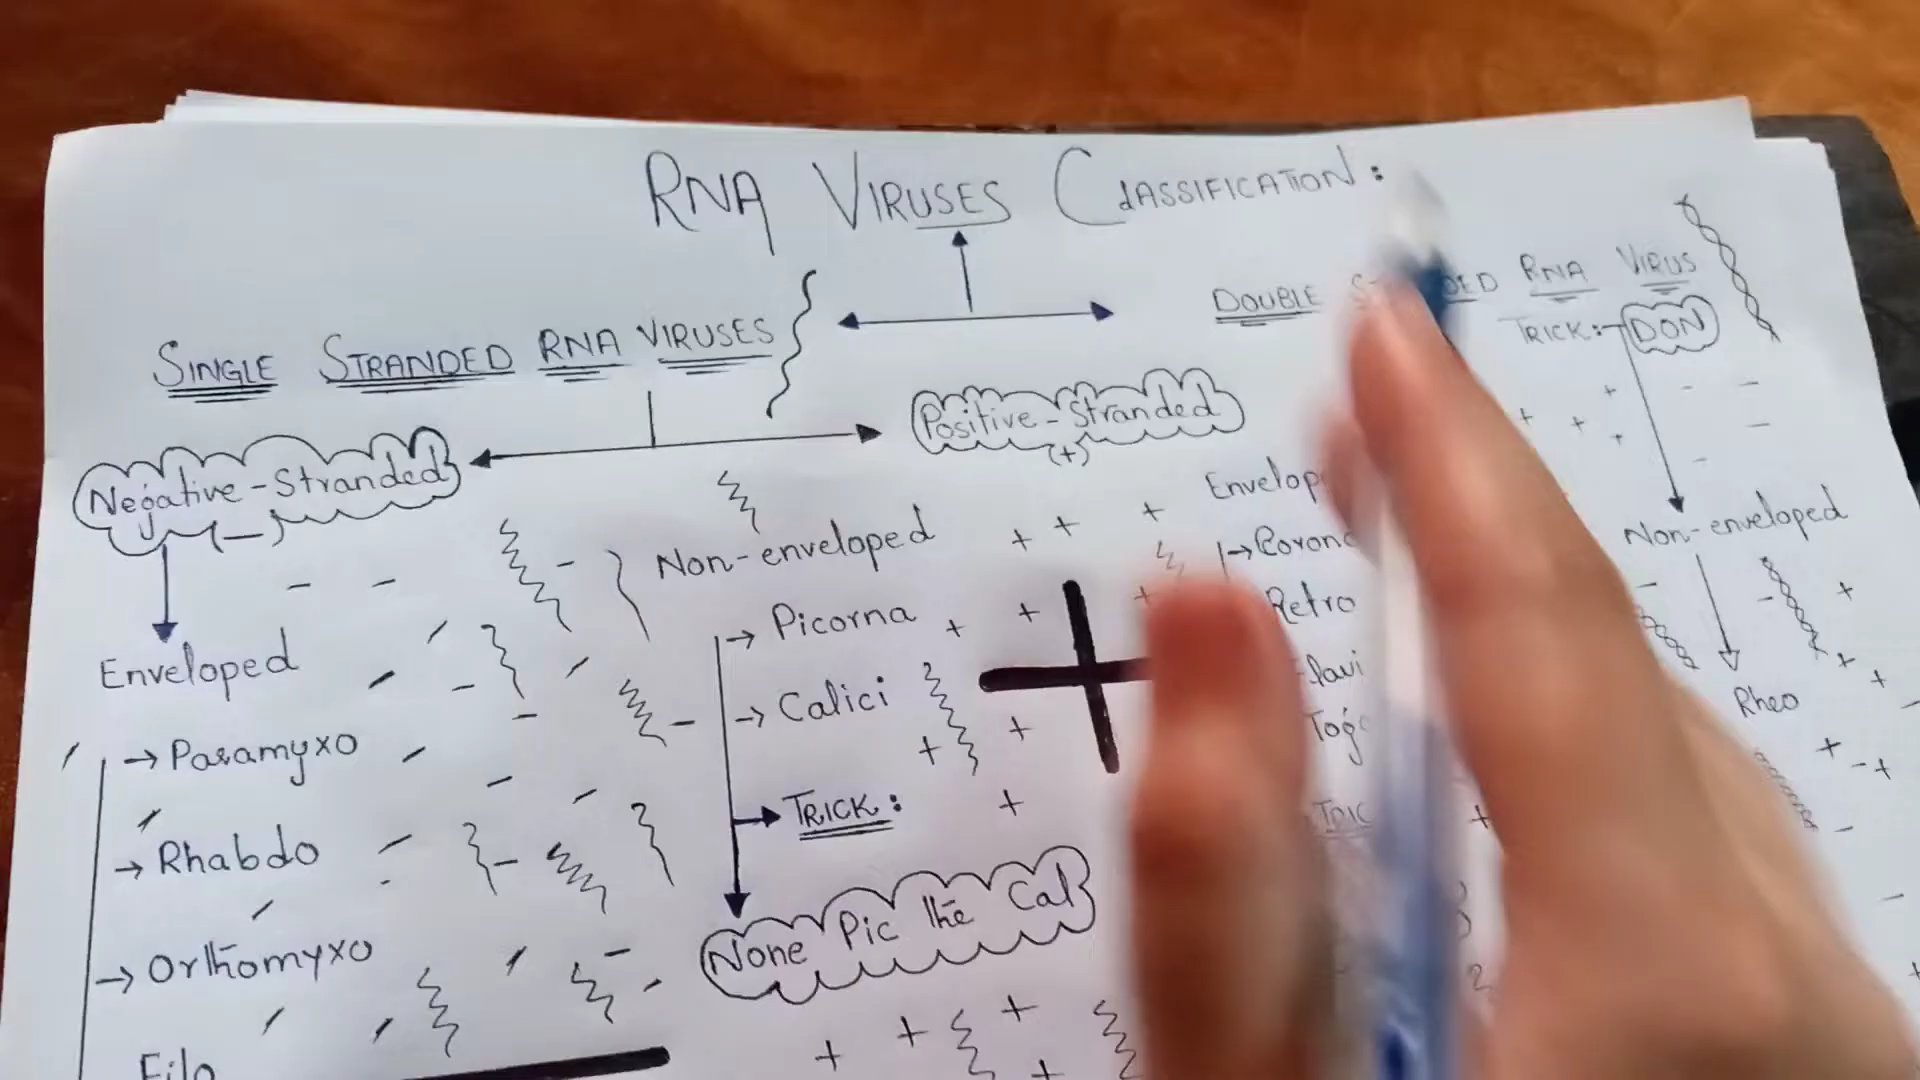 RNA VIRUSES CLASSIFICATION:
SINGLE STRANDED RNA VIRUSES
DOUBLE RNA VIRUS
TRICK:→ DON
Negative-Stranded
(-)
Positive-Stranded
(+)
Enveloped
→ Paramyxo
→ Rhabdo
→ Orthomyxo
Filo
Non-enveloped
→ Picorna
→ Calici
→ TRICK:
None Pic the Cal
Retro
Non-enveloped
Rheo